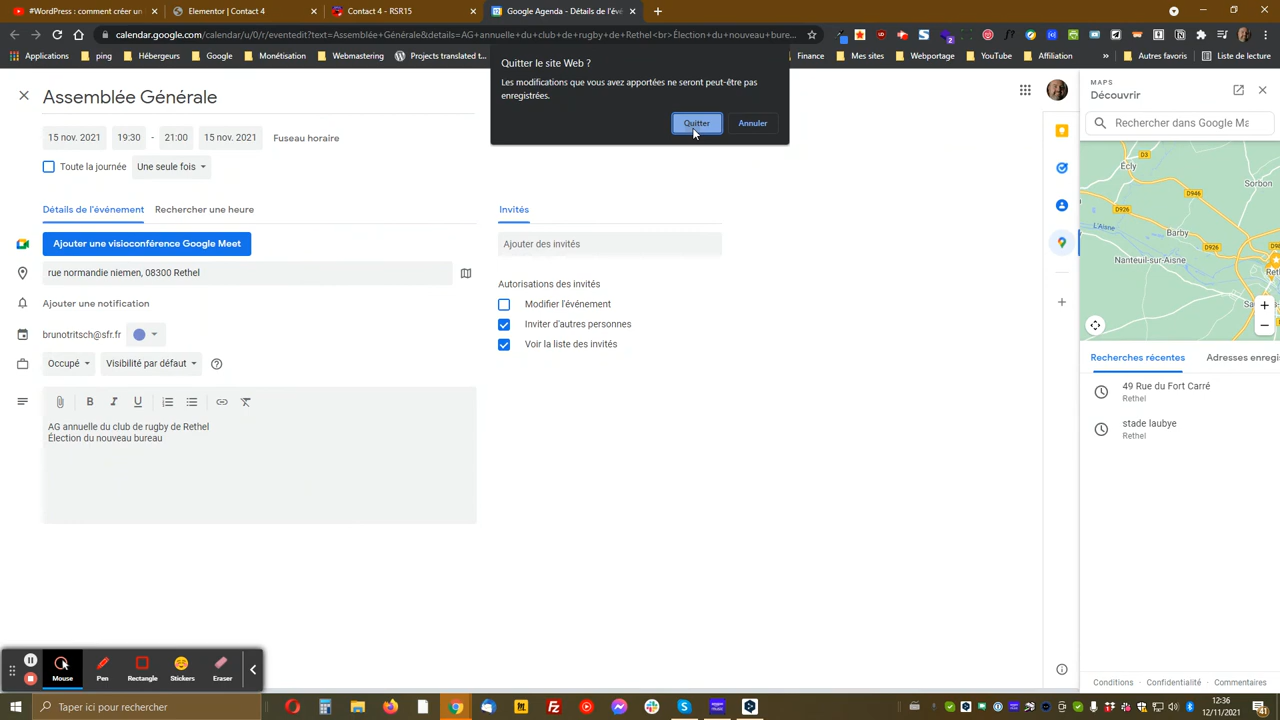 #WordPress : comment créer un
Elementor | Contact 4
Contact 4 - RSR15
Google Agenda - Détails de l'évé
calendar.google.com/calendar/u/0/r/eventedit?text=Assemblée+Générale&details=AG+annuelle+du+club+de+rugby+de+Rethel<br>Élection+du+nouveau+bure...
Applications
ping
Hébergeurs
Google
Monétisation
Webmastering
Projects translated t...
Finance
Mes sites
Webportage
YouTube
Affiliation
»
Autres favoris
Liste de lecture
Quitter le site Web ?
Les modifications que vous avez apportées ne seront peut-être pas
enregistrées.
Quitter
Annuler
Assemblée Générale
15 nov. 2021
19:30
-
21:00
15 nov. 2021
Fuseau horaire
Toute la journée
Une seule fois
Détails de l'événement
Rechercher une heure
Ajouter une visioconférence Google Meet
rue normandie niemen, 08300 Rethel
Ajouter une notification
brunotritsch@sfr.fr
Occupé
Visibilité par défaut
B
I
U
AG annuelle du club de rugby de Rethel
Élection du nouveau bureau
Invités
Ajouter des invités
Autorisations des invités
Modifier l'événement
Inviter d'autres personnes
Voir la liste des invités
MAPS
Découvrir
Rechercher dans Google Ma
Écly
D3
Sorbon
D946
D926
L'Aisne
Barby
D926
Nanteuil-sur-Aisne
Recherches récentes
Adresses enregi
49 Rue du Fort Carré
Rethel
stade laubye
Rethel
Conditions
Confidentialité
Commentaires
Mouse
Pen
Rectangle
Stickers
Eraser
Taper ici pour rechercher
12:36
12/11/2021